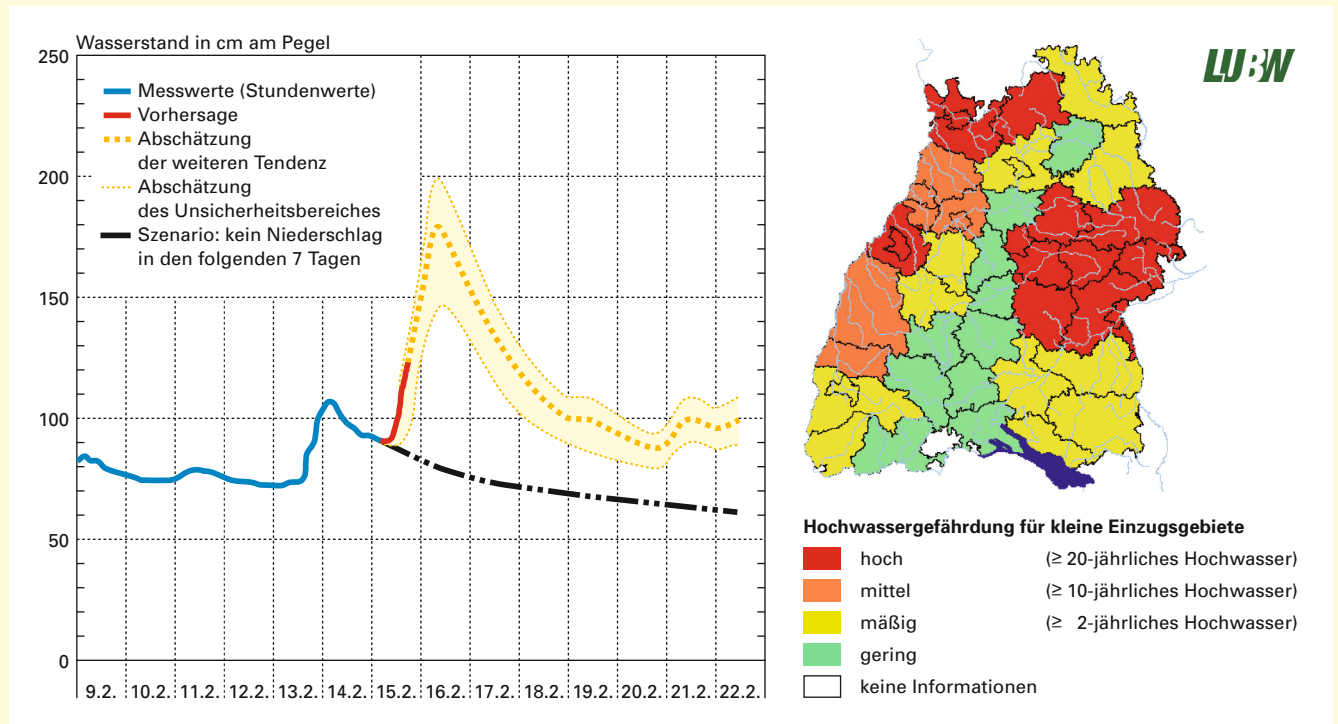 Wasserstand in cm am Pegel
250
200
150
100
50
0
Messwerte (Stundenwerte)
Vorhersage
Abschätzung
der weiteren Tendenz
Abschätzung
des Unsicherheitsbereiches
Szenario: kein Niederschlag
in den folgenden 7 Tagen
9.2. 10.2. 11.2. 12.2. 13.2. 14.2. 15.2. 16.2. 17.2. 18.2. 19.2. 20.2. 21.2. 22.2.
LUBW
Hochwassergefährdung für kleine Einzugsgebiete
hoch (≥ 20-jährliches Hochwasser)
mittel (≥ 10-jährliches Hochwasser)
mäßig (≥ 2-jährliches Hochwasser)
gering
keine Informationen